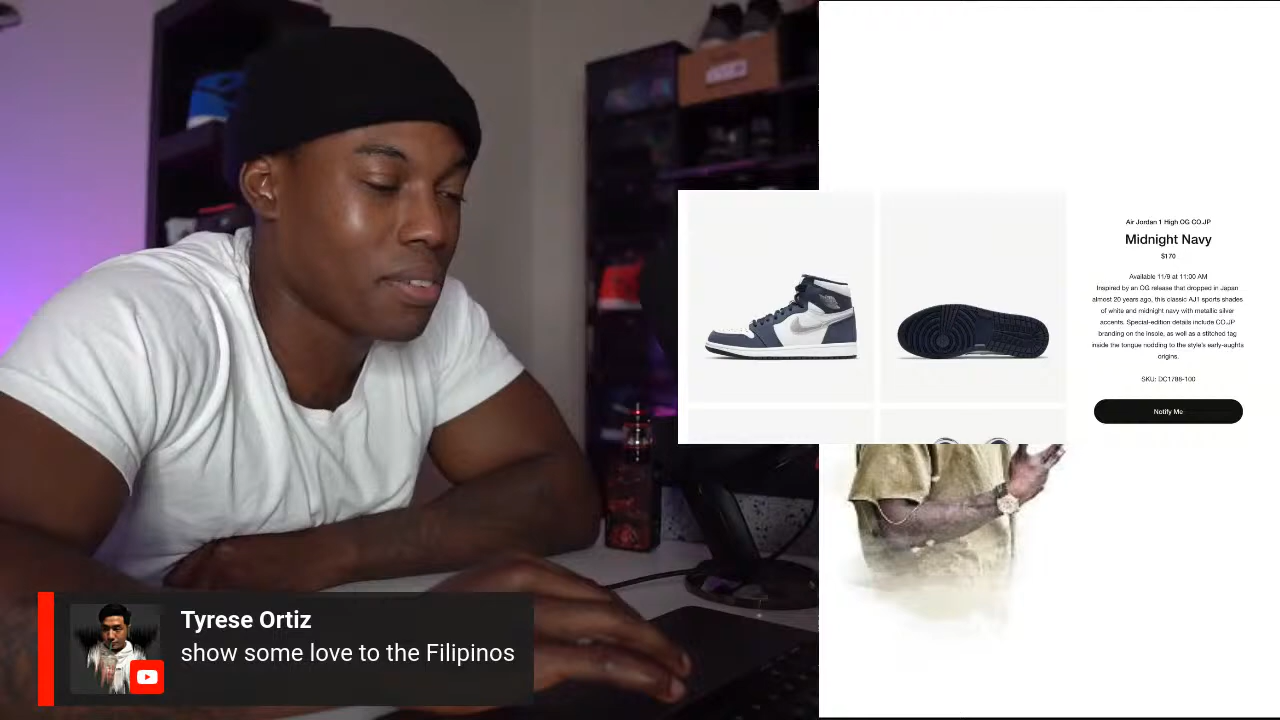 Air Jordan 1 High OG CO.JP
Midnight Navy
$170
Available 11/9 at 11:00 AM
Inspired by an OG release that dropped in Japan
almost 20 years ago, this classic AJ1 sports shades
of white and midnight navy with metallic silver
accents. Special-edition details include CO.JP
branding on the insole, as well as a stitched tag
inside the tongue nodding to the style's early-aughts
origins.
SKU: DC1788-100
Notify Me
Tyrese Ortiz
show some love to the Filipinos